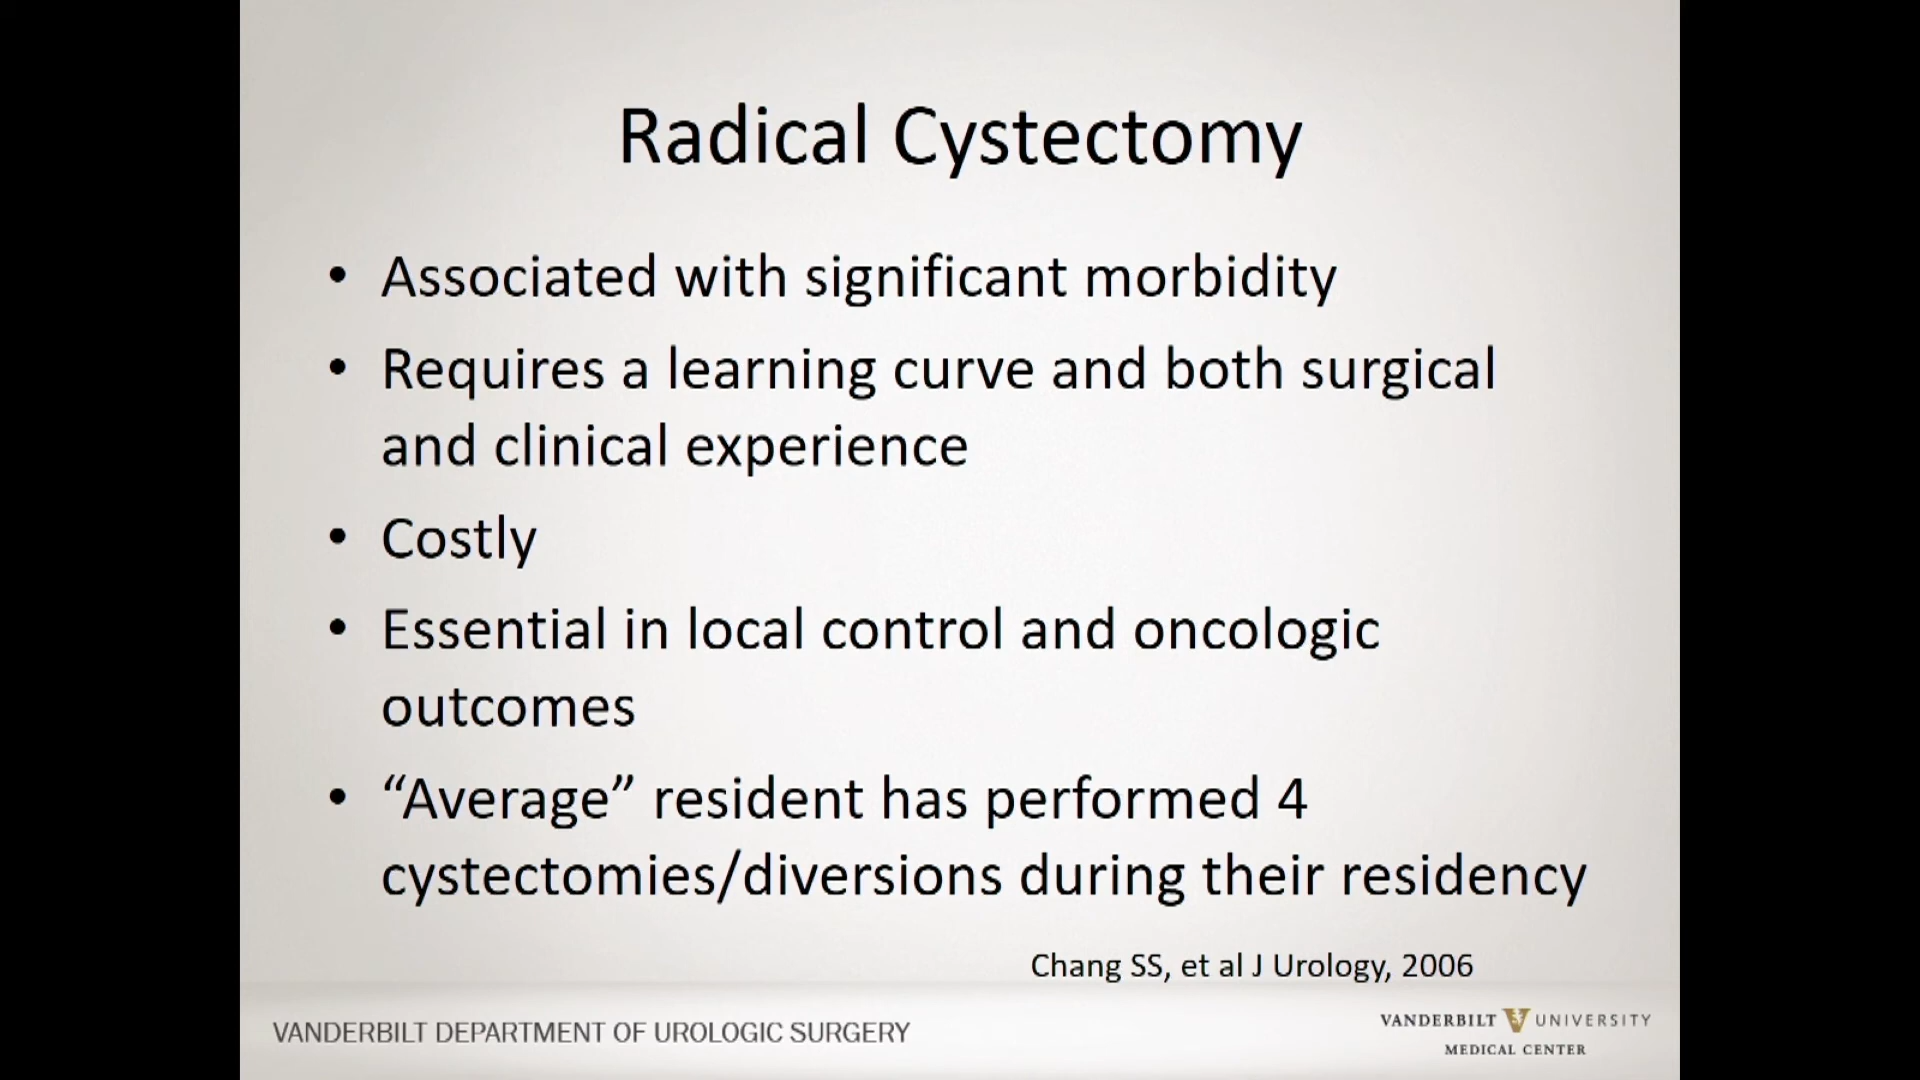 Radical Cystectomy
• Associated with significant morbidity
• Requires a learning curve and both surgical
and clinical experience
• Costly
• Essential in local control and oncologic
outcomes
• “Average” resident has performed 4
cystectomies/diversions during their residency
Chang SS, et al J Urology, 2006
VANDERBILT DEPARTMENT OF UROLOGIC SURGERY
VANDERBILT V UNIVERSITY
MEDICAL CENTER